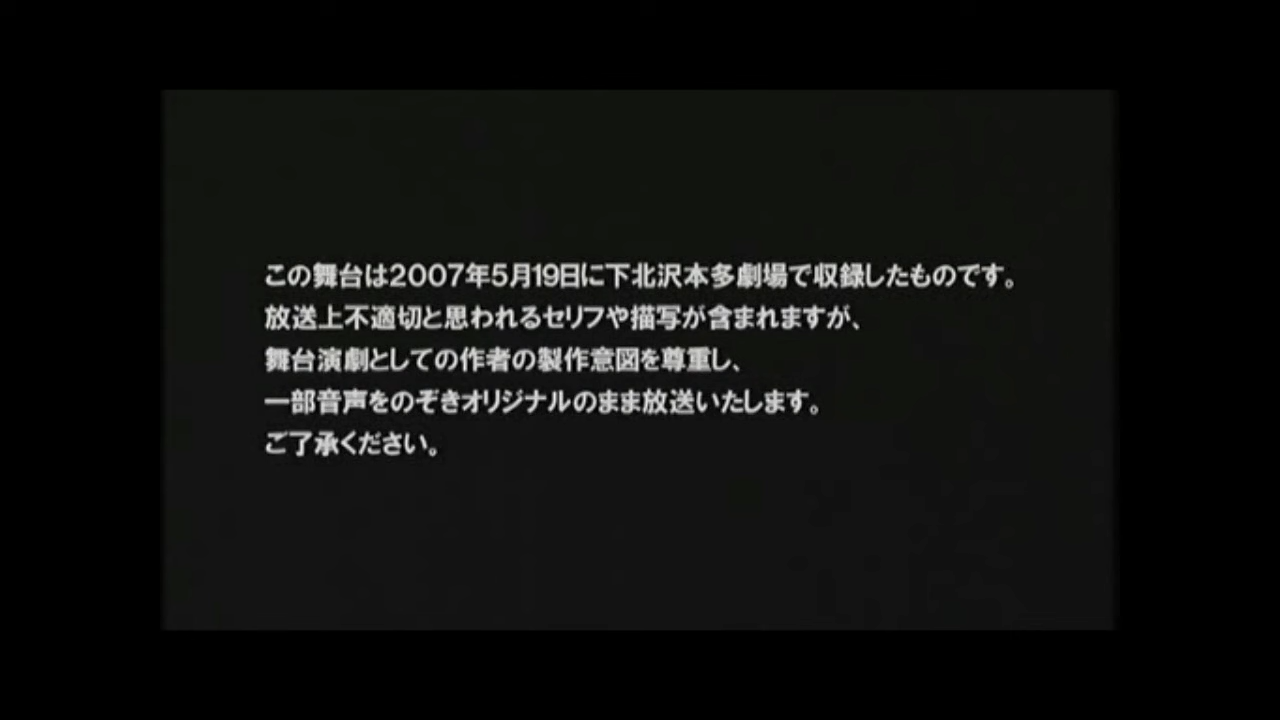 この舞台は2007年5月19日に下北沢本多劇場で収録したものです。
放送上不適切と思われるセリフや描写が含まれますが、
舞台演劇としての作者の製作意図を尊重し、
一部音声をのぞきオリジナルのまま放送いたします。
ご了承ください。